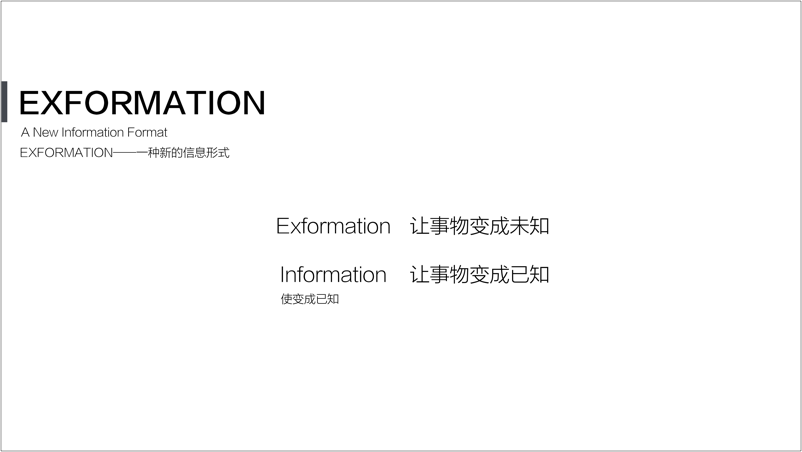 EXFORMATION
A New Information Format
EXFORMATION——一种新的信息形式
Exformation 让事物变成未知
Information 让事物变成已知
使变成已知